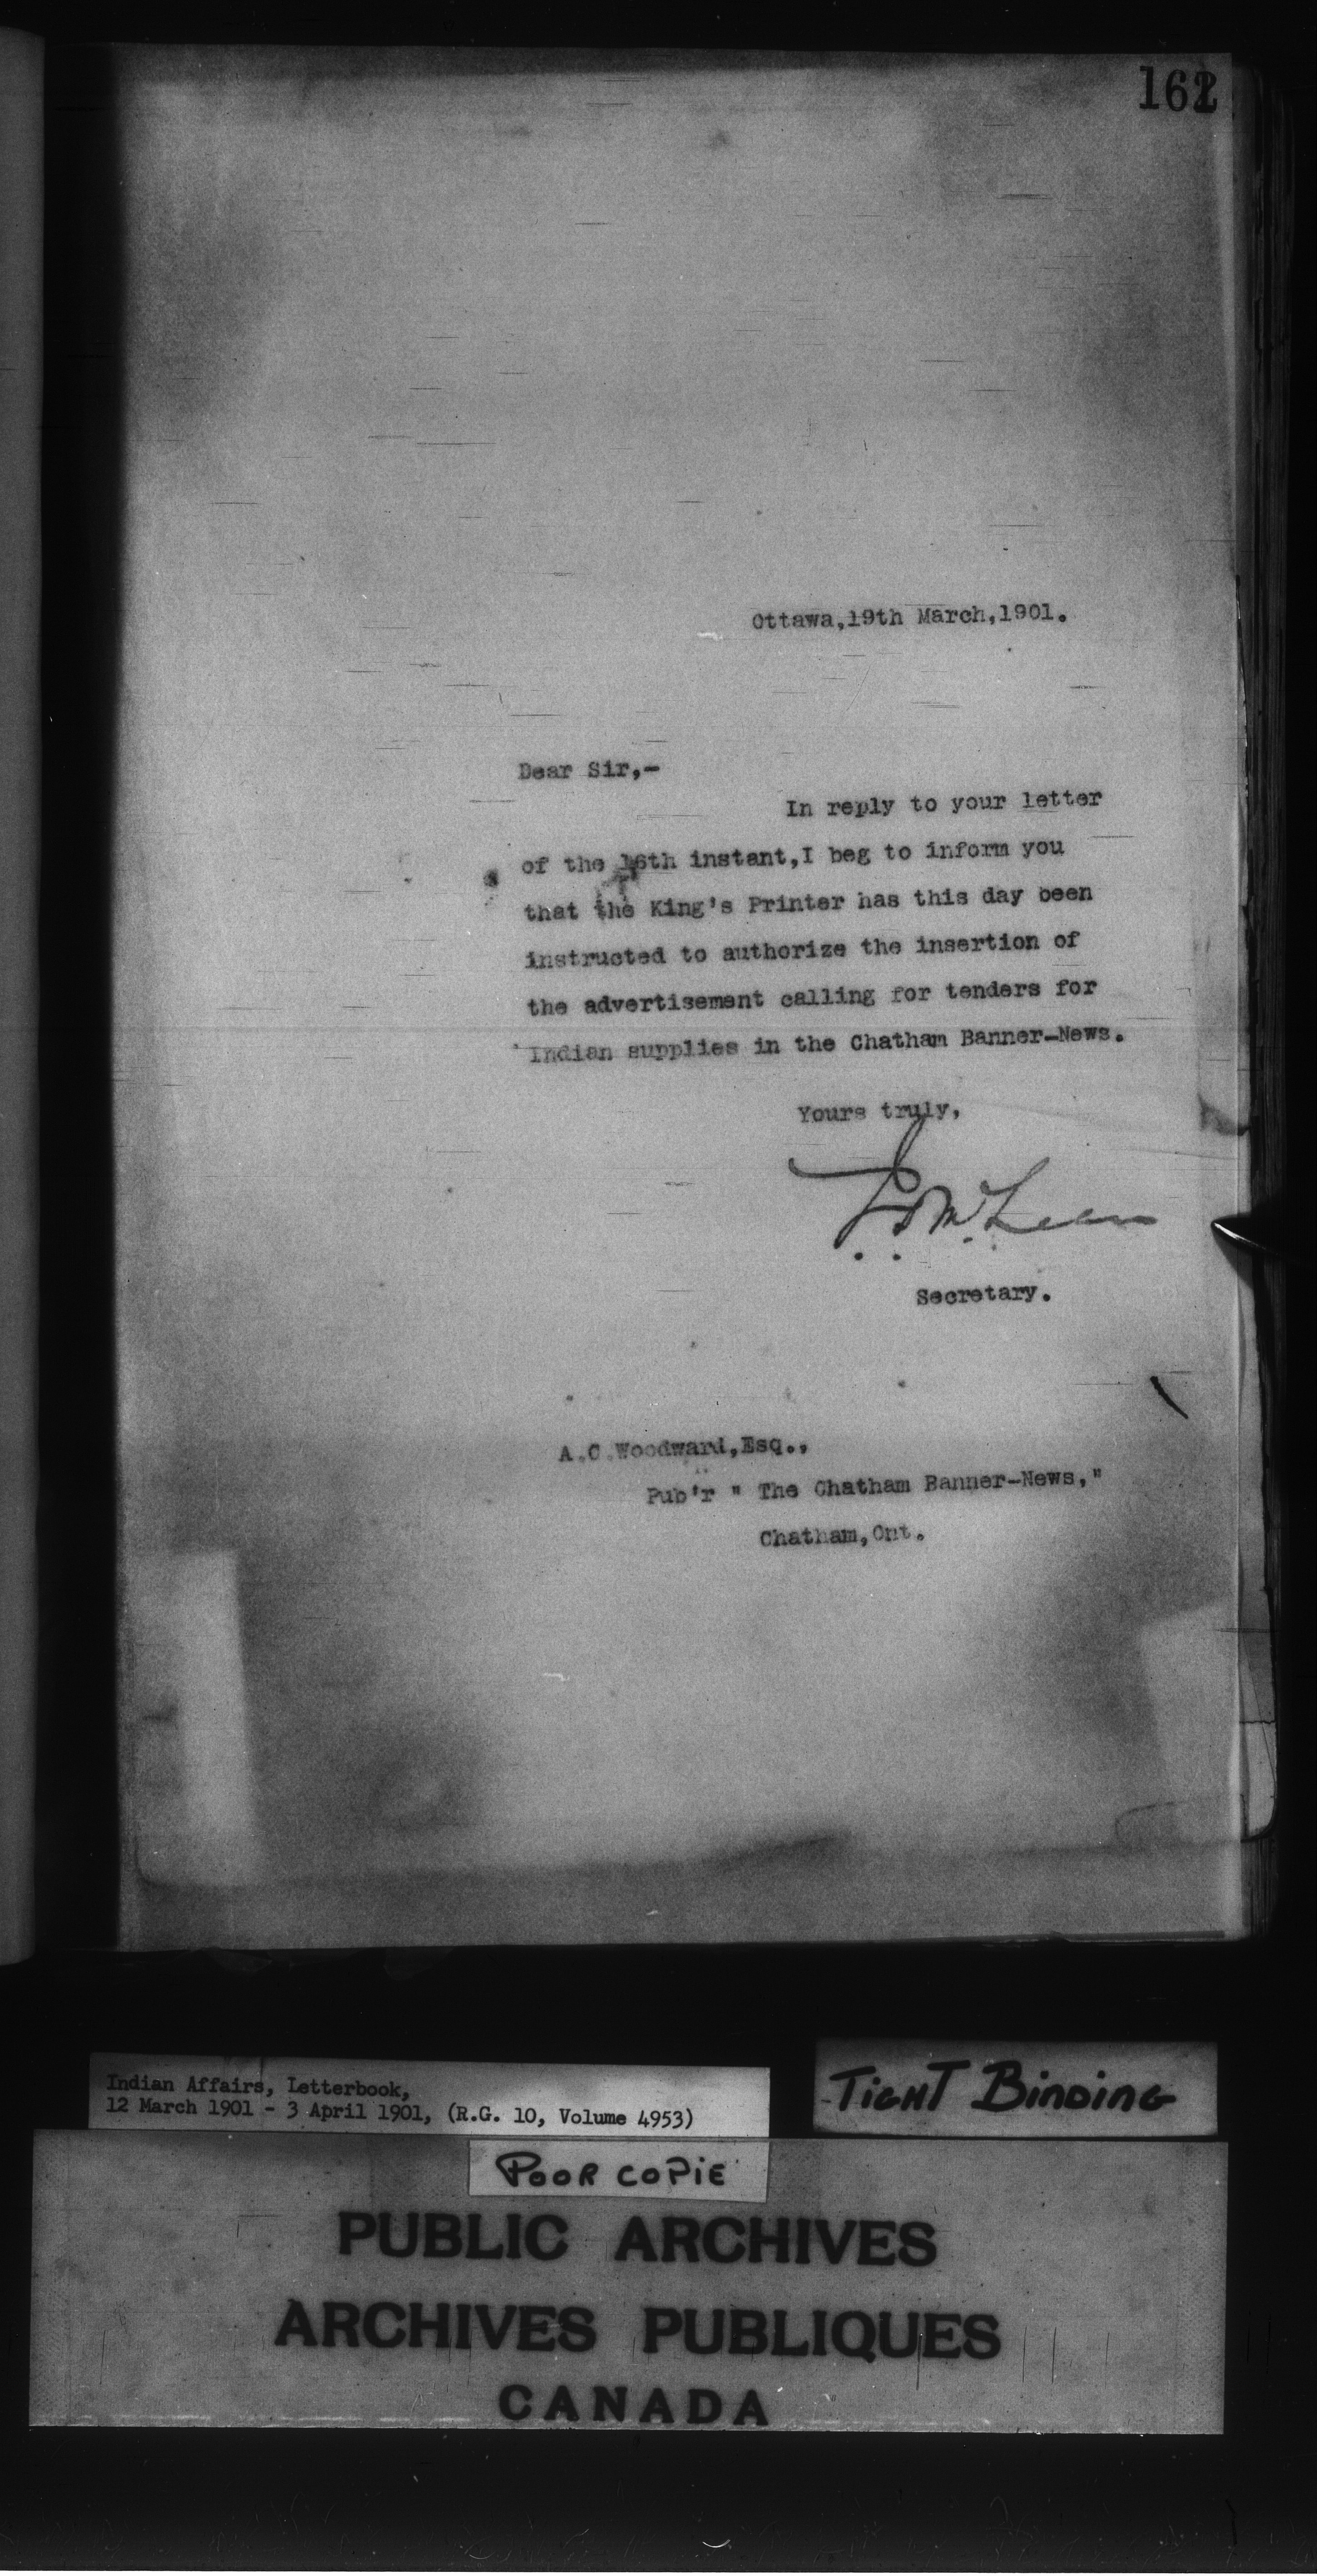 162
Ottawa,19th March,1901.
Dear Sir,-
In reply to your letter
of the 16th instant,I beg to inform you
that the King's Printer has this day been
instructed to authorize the insertion of
the advertisement calling for tenders for
Indian supplies in the Chatham Banner-News.
Yours truly,
J.D.McLean
Secretary.
A.C.Woodward,Esq.,
Pub'r " The Chatham Banner-News,"
Chatham,Ont.
Indian Affairs, Letterbook,
12 March 1901 - 3 April 1901, (R.G. 10, Volume 4953)
TIGHT BINDING
POOR COPIE
PUBLIC ARCHIVES
ARCHIVES PUBLIQUES
CANADA